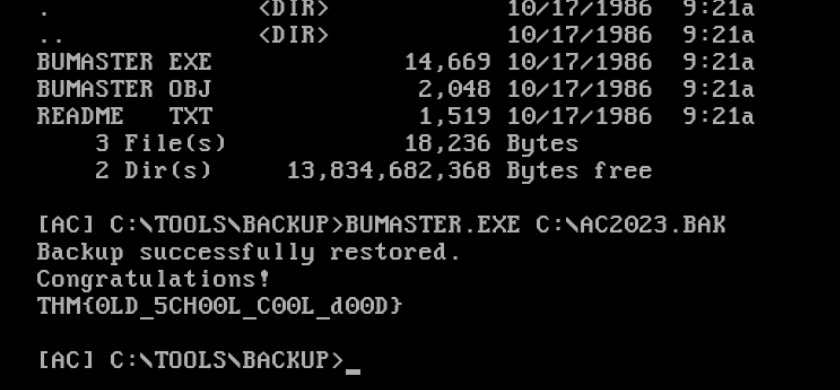 . <DIR> 10/17/1986 9:21a
.. <DIR> 10/17/1986 9:21a
BUMASTER EXE 14,669 10/17/1986 9:21a
BUMASTER OBJ 2,048 10/17/1986 9:21a
README TXT 1,519 10/17/1986 9:21a
3 File(s) 18,236 Bytes
2 Dir(s) 13,834,682,368 Bytes free
[AC] C:\TOOLS\BACKUP>BUMASTER.EXE C:\AC2023.BAK
Backup successfully restored.
Congratulations!
THM{0LD_5CH00L_C00L_d00D}
[AC] C:\TOOLS\BACKUP>_